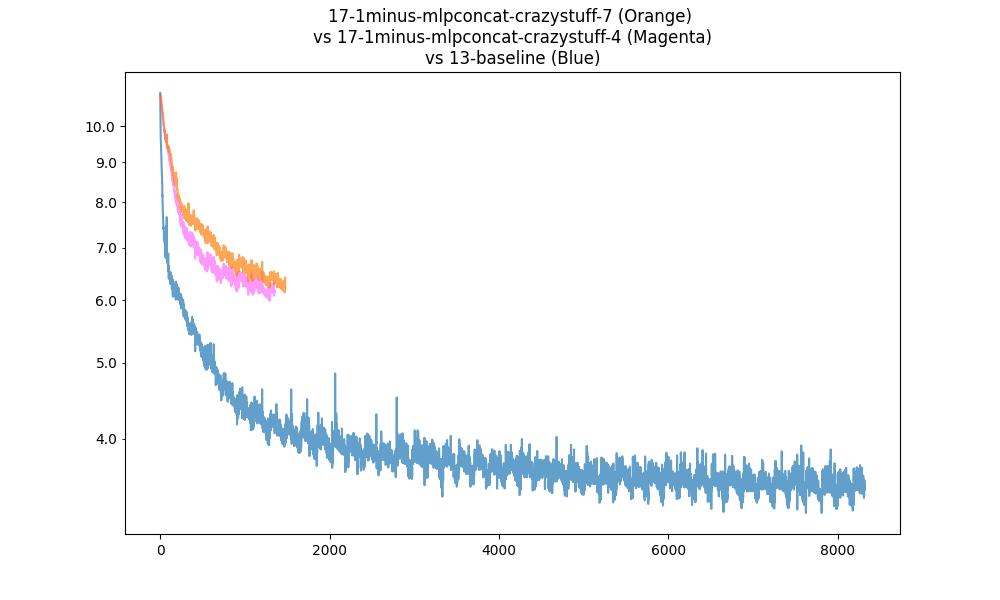 17-1minus-mlpconcat-crazystuff-7 (Orange)
vs 17-1minus-mlpconcat-crazystuff-4 (Magenta)
vs 13-baseline (Blue)
10.0
9.0
8.0
7.0
6.0
5.0
4.0
0 2000 4000 6000 8000